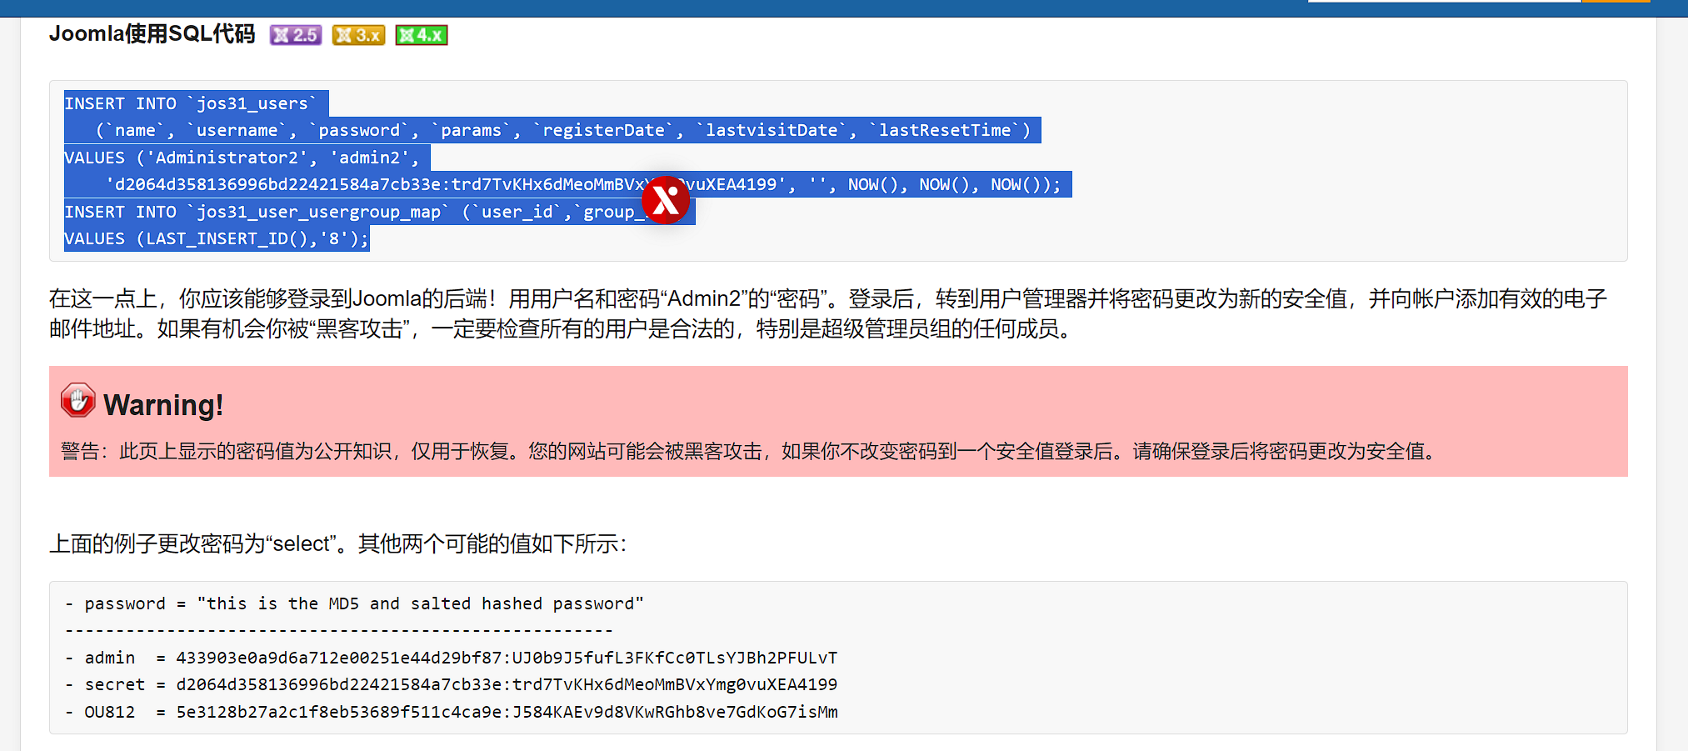 Joomla使用SQL代码 2.5 3.x 4.x
INSERT INTO `jos31_users`
(`name`, `username`, `password`, `params`, `registerDate`, `lastvisitDate`, `lastResetTime`)
VALUES ('Administrator2', 'admin2',
'd2064d358136996bd22421584a7cb33e:trd7TvKHx6dMeoMmBVx vuXEA4199', '', NOW(), NOW(), NOW());
INSERT INTO `jos31_user_usergroup_map` (`user_id`,`group_
VALUES (LAST_INSERT_ID(),'8');
在这一点上，你应该能够登录到Joomla的后端！用用户名和密码“Admin2”的“密码”。登录后，转到用户管理器并将密码更改为新的安全值，并向帐户添加有效的电子
邮件地址。如果有机会你被“黑客攻击”，一定要检查所有的用户是合法的，特别是超级管理员组的任何成员。
Warning!
警告：此页上显示的密码值为公开知识，仅用于恢复。您的网站可能会被黑客攻击，如果你不改变密码到一个安全值登录后。请确保登录后将密码更改为安全值。
上面的例子更改密码为“select”。其他两个可能的值如下所示：
- password = "this is the MD5 and salted hashed password"
------------------------------------------------------
- admin  = 433903e0a9d6a712e00251e44d29bf87:UJ0b9J5fufL3FKfCc0TLsYJBh2PFULvT
- secret = d2064d358136996bd22421584a7cb33e:trd7TvKHx6dMeoMmBVxYmg0vuXEA4199
- OU812  = 5e3128b27a2c1f8eb53689f511c4ca9e:J584KAEv9d8VKwRGhb8ve7GdKoG7isMm